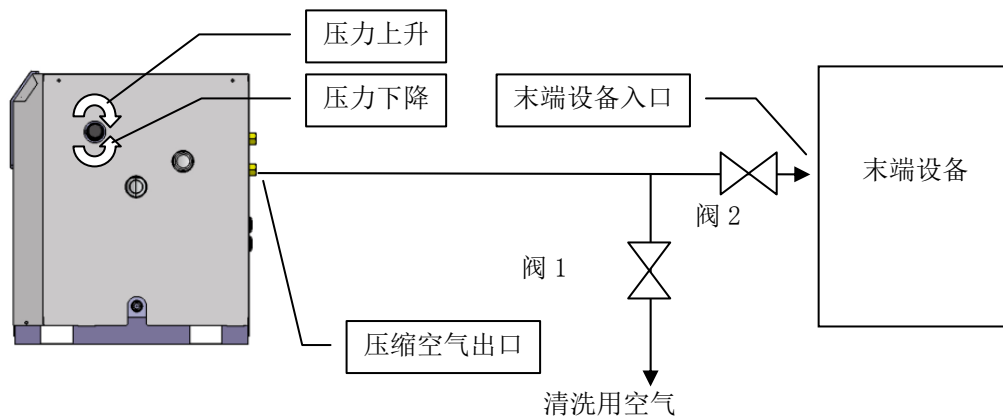 压力上升
压力下降
末端设备入口
末端设备
阀 2
阀 1
压缩空气出口
清洗用空气